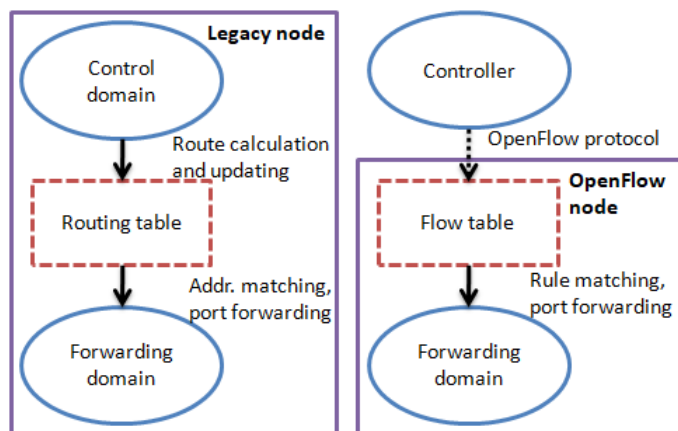 Legacy node
Control
domain
Route calculation
and updating
Routing table
Addr. matching,
port forwarding
Forwarding
domain
Controller
OpenFlow protocol
OpenFlow
node
Flow table
Rule matching,
port forwarding
Forwarding
domain